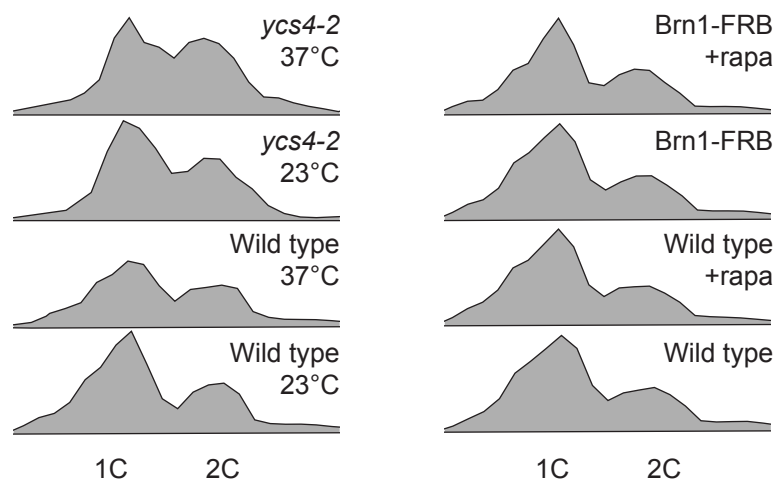 ycs4-2
37°C
ycs4-2
23°C
Wild type
37°C
Wild type
23°C
1C 2C
Brn1-FRB
+rapa
Brn1-FRB
Wild type
+rapa
Wild type
1C 2C